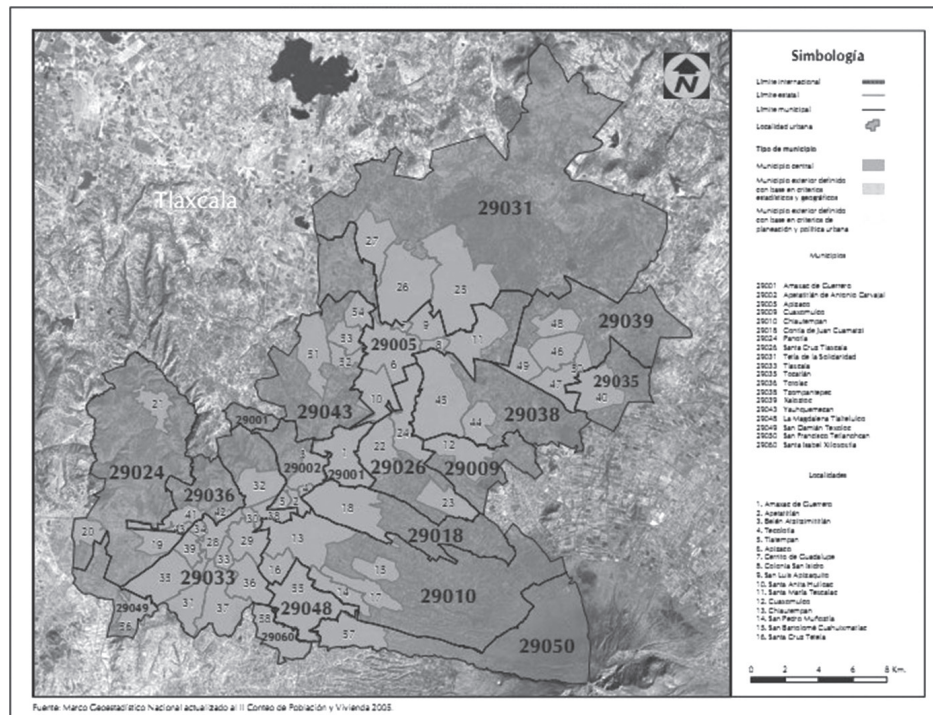 Tlaxcala
N
29031
27
26
25
54
9
48
29039
53
29005
8
11
51
46
52
6
49
47
29035
40
10
45
29043
44
29038
21
29001
24
12
22
1
29002
29024
29026
29009
29001
32
23
29036
18
41
42
30
38
29018
20
43
34
13
19
39
28
29
33
16
15
35
29033
36
14
17
29010
29049
31
37
29048
56
58
29060
57
29050
Simbología
Límite internacional
Límite estatal
Límite municipal
Localidad urbana
Tipo de municipio
Municipio central
Municipio exterior definido
con base en criterios
estadísticos y geográficos
Municipio exterior definido
con base en criterios de
planeación y política urbana
Municipios
29001 Amaxac de Guerrero
29002 Apetatitlán de Antonio Carvajal
29005 Apizaco
29009 Cuaxomulco
29010 Chiautempan
29018 Contla de Juan Cuamatzi
29024 Panotla
29026 Santa Cruz Tlaxcala
29031 Tetla de la Solidaridad
29033 Tlaxcala
29035 Tocatlán
29036 Totolac
29038 Tzompantepec
29039 Xaloztoc
29043 Yauhquemecan
29048 La Magdalena Tlaltelulco
29049 San Damián Texoloc
29050 San Francisco Tetlanohcan
29060 Santa Isabel Xiloxoxtla
Localidades
1. Amaxac de Guerrero
2. Apetatitlán
3. Belén Atzitzimititlán
4. Tecolotla
5. Tlatempan
6. Apizaco
7. Cerrito de Guadalupe
8. Colonia San Isidro
9. San Luis Apizaquito
10. Santa Anita Huiloac
11. Santa María Texcalac
12. Cuaxomulco
13. Chiautempan
14. San Pedro Muñoztla
15. San Bartolomé Cuahuixmatlac
16. Santa Cruz Tetela
0 2 4 6 8 Km.
Fuente: Marco Geoestadístico Nacional actualizado al II Conteo de Población y Vivienda 2005.